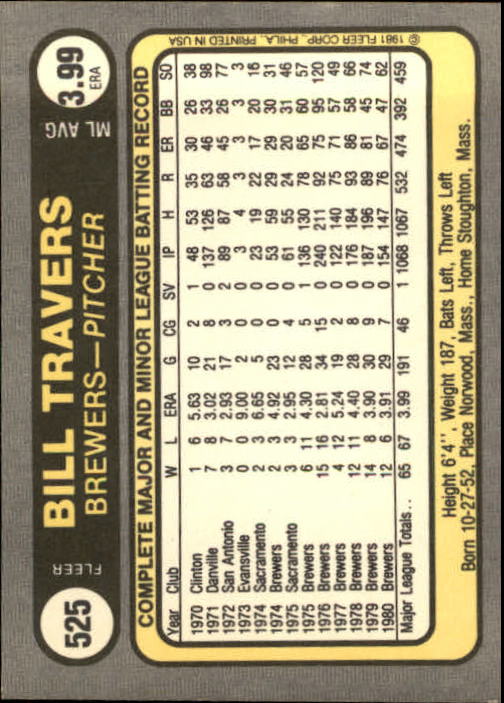 525
FLEER
BILL TRAVERS
BREWERS—PITCHER
ML AVG
3.99
ERA
COMPLETE MAJOR AND MINOR LEAGUE BATTING RECORD
Year Club W L ERA G CG SV IP H R ER BB SO
1970 Clinton 1 6 5.63 10 2 1 48 53 35 30 26 38
1971 Danville 7 8 3.02 21 8 0 137 126 63 46 33 98
1972 San Antonio 3 7 2.93 17 3 2 89 87 58 45 26 77
1973 Evansville 0 0 9.00 2 0 0 3 4 3 3 3 3
1974 Sacramento 2 3 6.65 5 0 0 23 19 22 17 20 16
1974 Brewers 2 3 4.92 23 0 0 53 59 29 29 30 31
1975 Sacramento 3 3 2.95 12 4 0 61 55 24 20 31 46
1975 Brewers 6 11 4.30 28 5 1 136 130 78 65 60 57
1976 Brewers 15 16 2.81 34 15 0 240 211 92 75 95 120
1977 Brewers 4 12 5.24 19 2 0 122 140 75 71 57 49
1978 Brewers 12 11 4.40 28 8 0 176 184 93 86 58 66
1979 Brewers 14 8 3.90 30 9 0 187 196 89 81 45 74
1980 Brewers 12 6 3.91 29 7 0 154 147 76 67 47 62
Major League Totals . . 65 67 3.99 191 46 1 1068 1067 532 474 392 459
Height 6'4'', Weight 187, Bats Left, Throws Left
Born 10-27-52, Place Norwood, Mass., Home Stoughton, Mass.
© 1981 FLEER CORP., PHILA., PRINTED IN USA